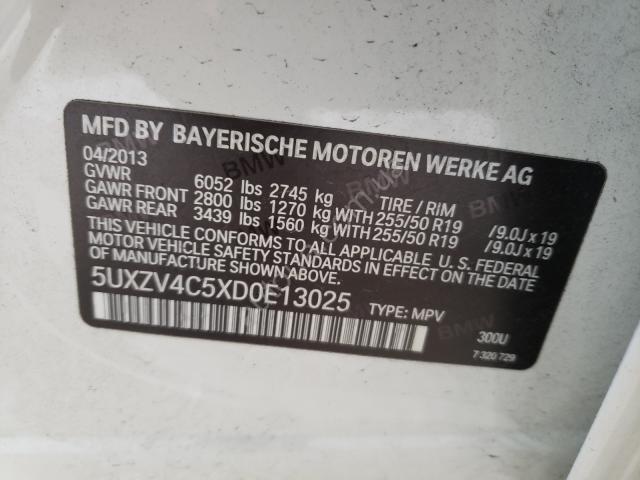 MFD BY BAYERISCHE MOTOREN WERKE AG
04/2013
GVWR 6052 lbs 2745 kg TIRE / RIM
GAWR FRONT 2800 lbs 1270 kg WITH 255/50 R19 /9.0J x 19
GAWR REAR 3439 lbs 1560 kg WITH 255/50 R19 /9.0J x 19
THIS VEHICLE CONFORMS TO ALL APPLICABLE U.S. FEDERAL
MOTOR VEHICLE SAFETY STANDARDS IN EFFECT ON THE DATE
OF MANUFACTURE SHOWN ABOVE.
5UXZV4C5XD0E13025 TYPE: MPV
300U
7 320 729
BMW
BMW
BMW